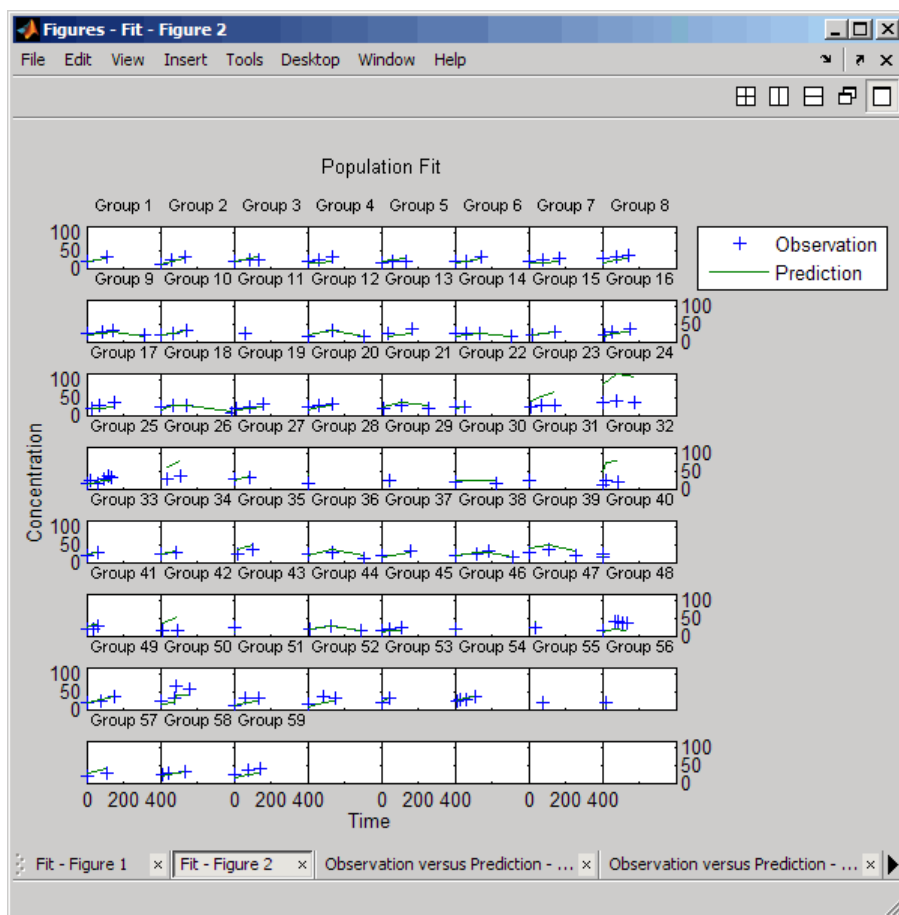 Figures - Fit - Figure 2
File Edit View Insert Tools Desktop Window Help
Population Fit
Group 1 Group 2 Group 3 Group 4 Group 5 Group 6 Group 7 Group 8
100
50
0
Observation
Prediction
Group 9 Group 10 Group 11 Group 12 Group 13 Group 14 Group 15 Group 16
100
50
0
Group 17 Group 18 Group 19 Group 20 Group 21 Group 22 Group 23 Group 24
100
50
0
Group 25 Group 26 Group 27 Group 28 Group 29 Group 30 Group 31 Group 32
100
50
0
Concentration
Group 33 Group 34 Group 35 Group 36 Group 37 Group 38 Group 39 Group 40
100
50
0
Group 41 Group 42 Group 43 Group 44 Group 45 Group 46 Group 47 Group 48
100
50
0
Group 49 Group 50 Group 51 Group 52 Group 53 Group 54 Group 55 Group 56
100
50
0
Group 57 Group 58 Group 59
100
50
0
0 200 400 0 200 400 0 200 400 0 200 400
Time
Fit - Figure 1 Fit - Figure 2 Observation versus Prediction - ... Observation versus Prediction - ...